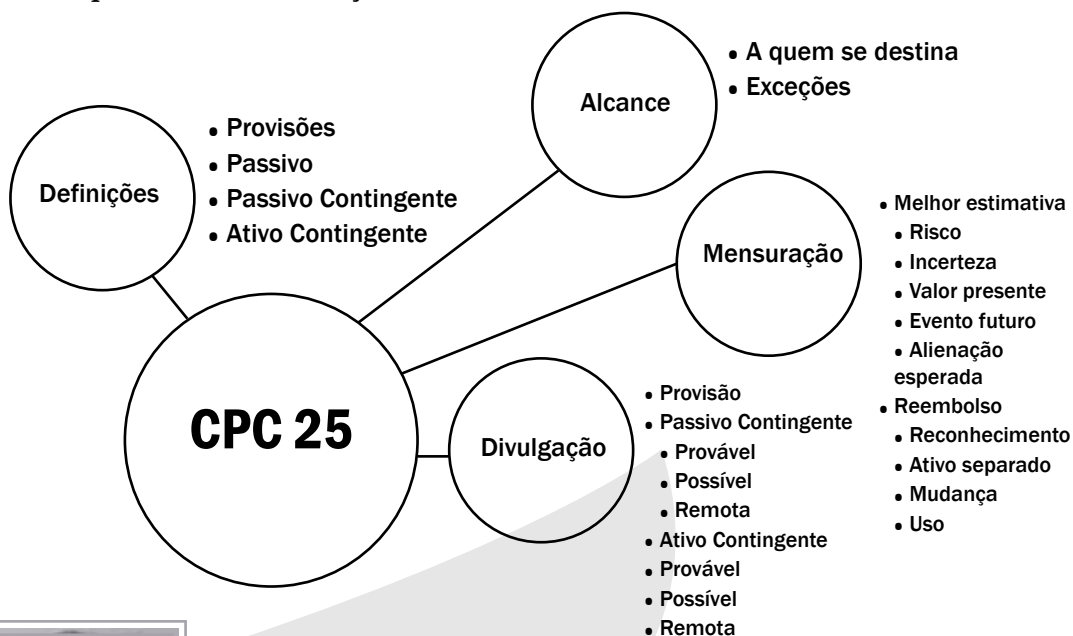 Definições
• Provisões
• Passivo
• Passivo Contingente
• Ativo Contingente
Alcance
• A quem se destina
• Exceções
Mensuração
• Melhor estimativa
• Risco
• Incerteza
• Valor presente
• Evento futuro
• Alienação
esperada
• Reembolso
• Reconhecimento
• Ativo separado
• Mudança
• Uso
CPC 25
Divulgação
• Provisão
• Passivo Contingente
• Provável
• Possível
• Remota
• Ativo Contingente
• Provável
• Possível
• Remota